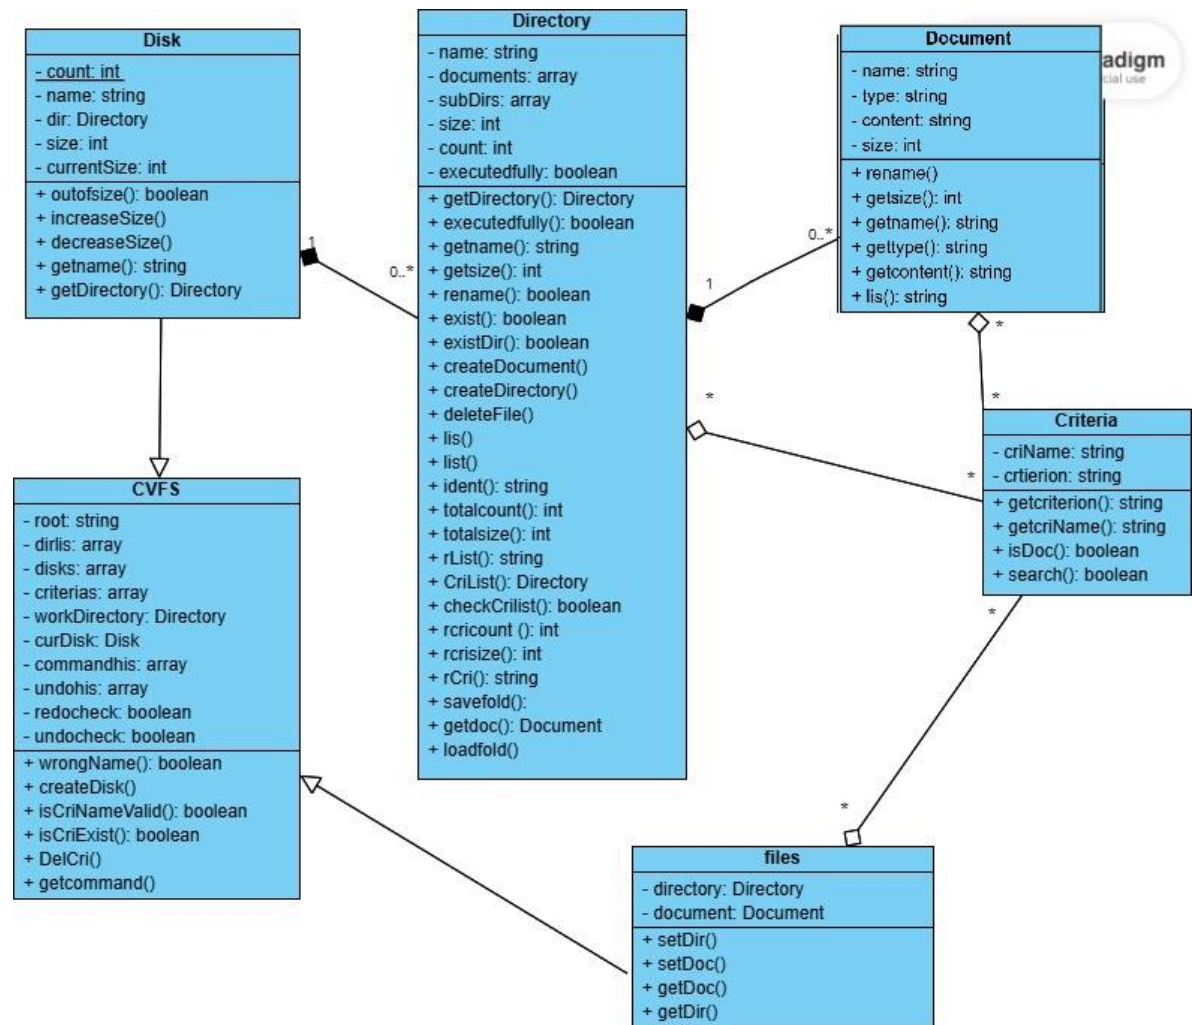 Disk
- count: int
- name: string
- dir: Directory
- size: int
- currentSize: int
+ outofsize(): boolean
+ increaseSize()
+ decreaseSize()
+ getname(): string
+ getDirectory(): Directory
1
0..*
Directory
- name: string
- documents: array
- subDirs: array
- size: int
- count: int
- executedfully: boolean
+ getDirectory(): Directory
+ executedfully(): boolean
+ getname(): string
+ getsize(): int
+ rename(): boolean
+ exist(): boolean
+ existDir(): boolean
+ createDocument()
+ createDirectory()
+ deleteFile()
+ lis()
+ list()
+ ident(): string
+ totalcount(): int
+ totalsize(): int
+ rList(): string
+ CriList(): Directory
+ checkCrilist(): boolean
+ rcricount (): int
+ rcrisize(): int
+ rCri(): string
+ savefold():
+ getdoc(): Document
+ loadfold()
1
0..*
Document
- name: string
- type: string
- content: string
- size: int
+ rename()
+ getsize(): int
+ getname(): string
+ gettype(): string
+ getcontent(): string
+ lis(): string
adigm
cial use
*
*
*
*
Criteria
- criName: string
- crtierion: string
+ getcriterion(): string
+ getcriName(): string
+ isDoc(): boolean
+ search(): boolean
*
*
CVFS
- root: string
- dirlis: array
- disks: array
- criterias: array
- workDirectory: Directory
- curDisk: Disk
- commandhis: array
- undohis: array
- redocheck: boolean
- undocheck: boolean
+ wrongName(): boolean
+ createDisk()
+ isCriNameValid(): boolean
+ isCriExist(): boolean
+ DelCri()
+ getcommand()
files
- directory: Directory
- document: Document
+ setDir()
+ setDoc()
+ getDoc()
+ getDir()